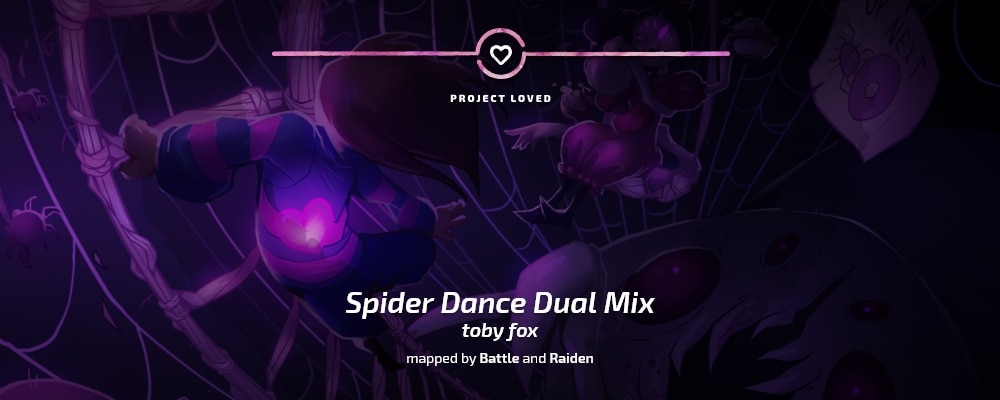 PROJECT LOVED
Spider Dance Dual Mix
toby fox
mapped by Battle and Raiden